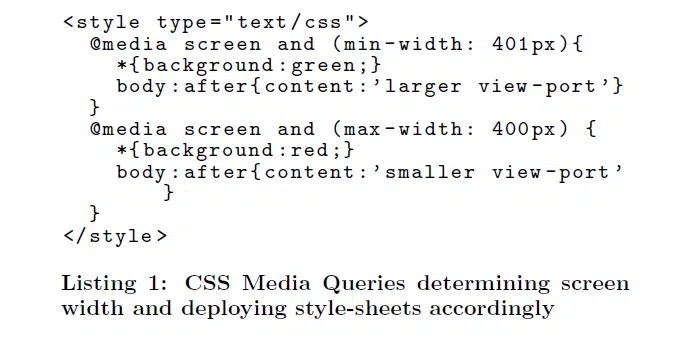 <style type="text/css">
@media screen and (min-width: 401px){
*{background:green;}
body:after{content:’larger view-port’}
}
@media screen and (max-width: 400px) {
*{background:red;}
body:after{content:’smaller view-port’
}
}
</style>
Listing 1: CSS Media Queries determining screen
width and deploying style-sheets accordingly